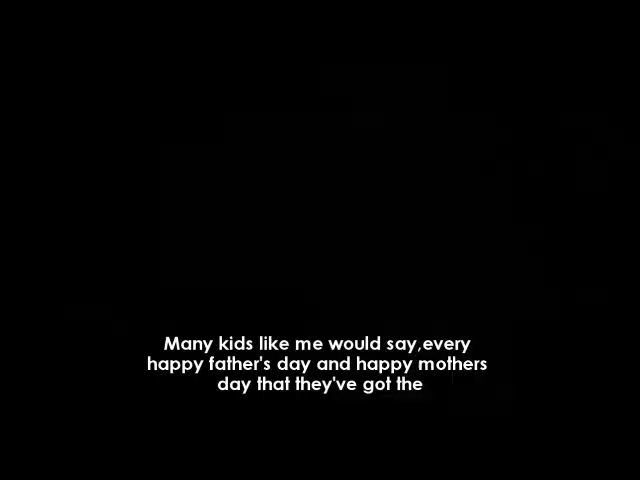 Many kids like me would say,every
happy father's day and happy mothers
day that they've got the